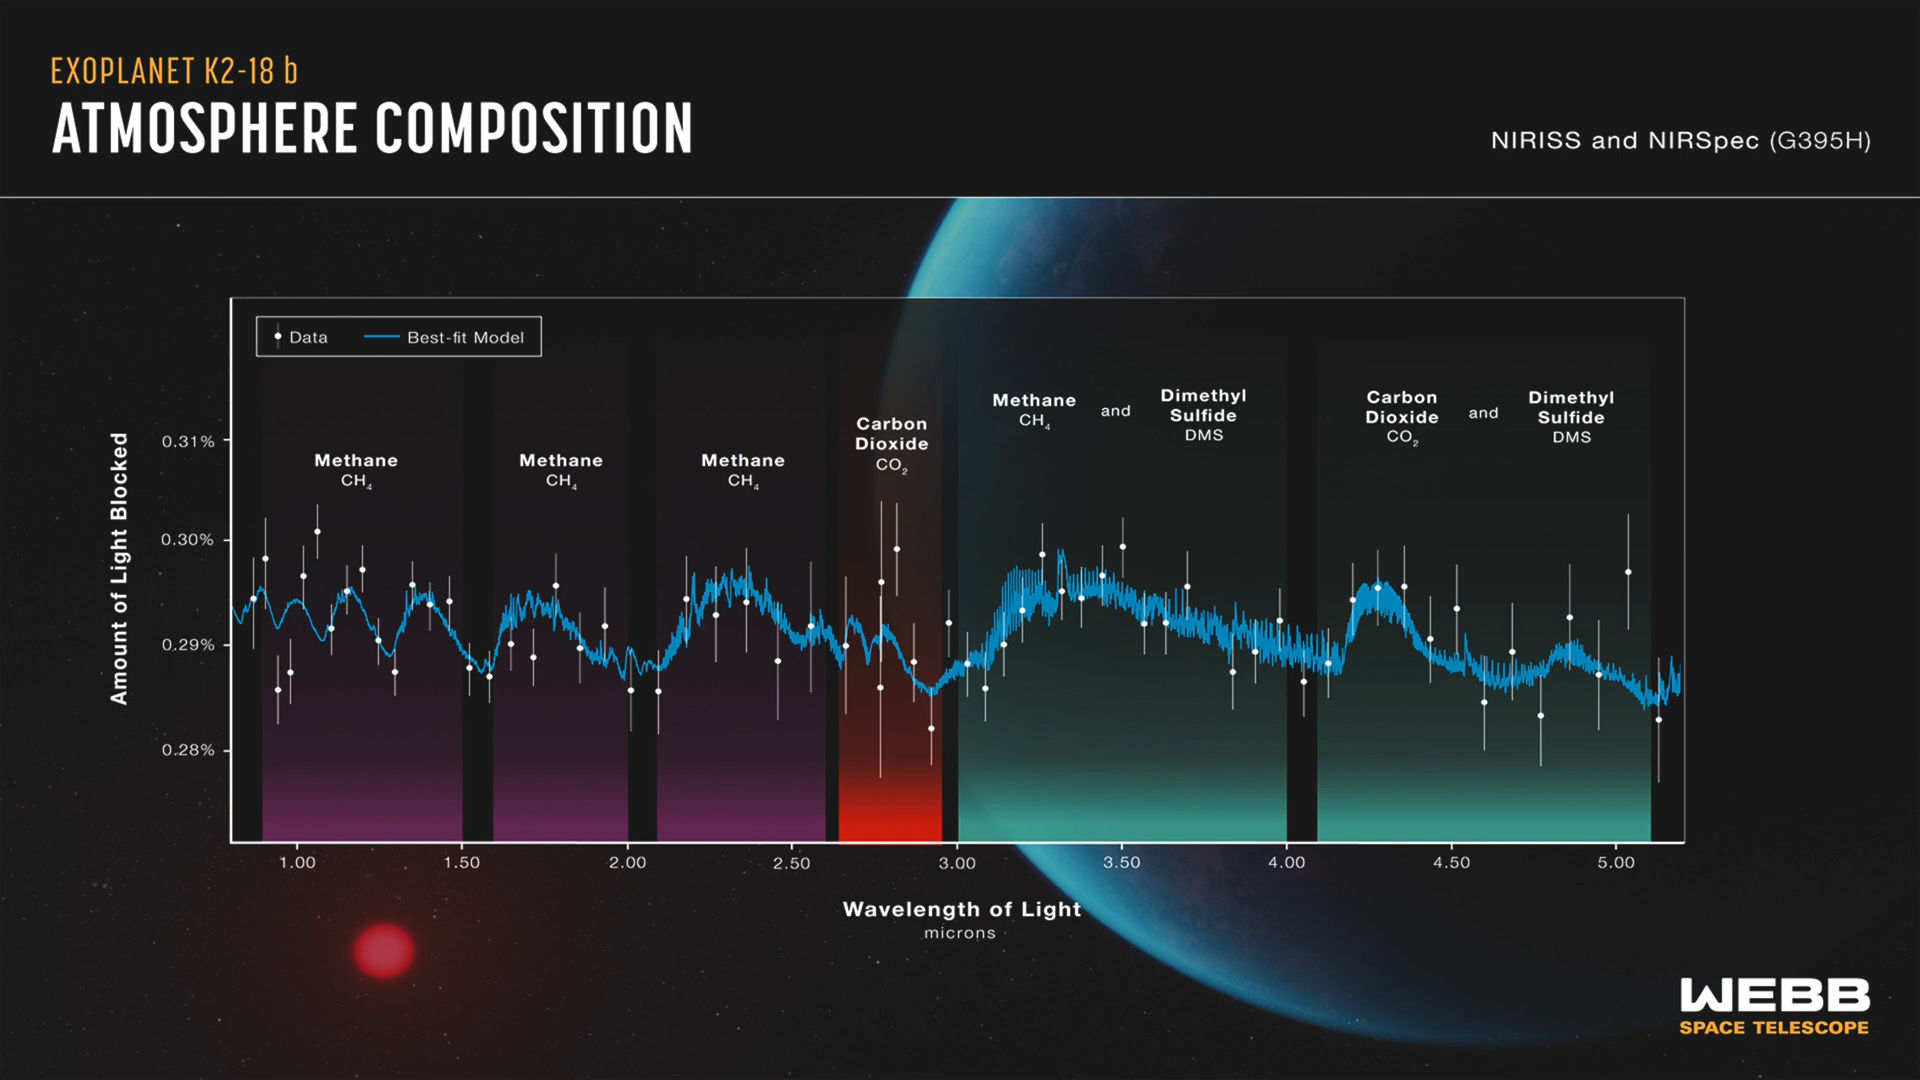 EXOPLANET K2-18 b
ATMOSPHERE COMPOSITION
NIRISS and NIRSpec (G395H)
Data
Best-fit Model
Amount of Light Blocked
0.31%
0.30%
0.29%
0.28%
Methane
CH₄
Methane
CH₄
Methane
CH₄
Carbon
Dioxide
CO₂
Methane
CH₄
and
Dimethyl
Sulfide
DMS
Carbon
Dioxide
CO₂
and
Dimethyl
Sulfide
DMS
1.00
1.50
2.00
2.50
3.00
3.50
4.00
4.50
5.00
Wavelength of Light
microns
WEBB
SPACE TELESCOPE